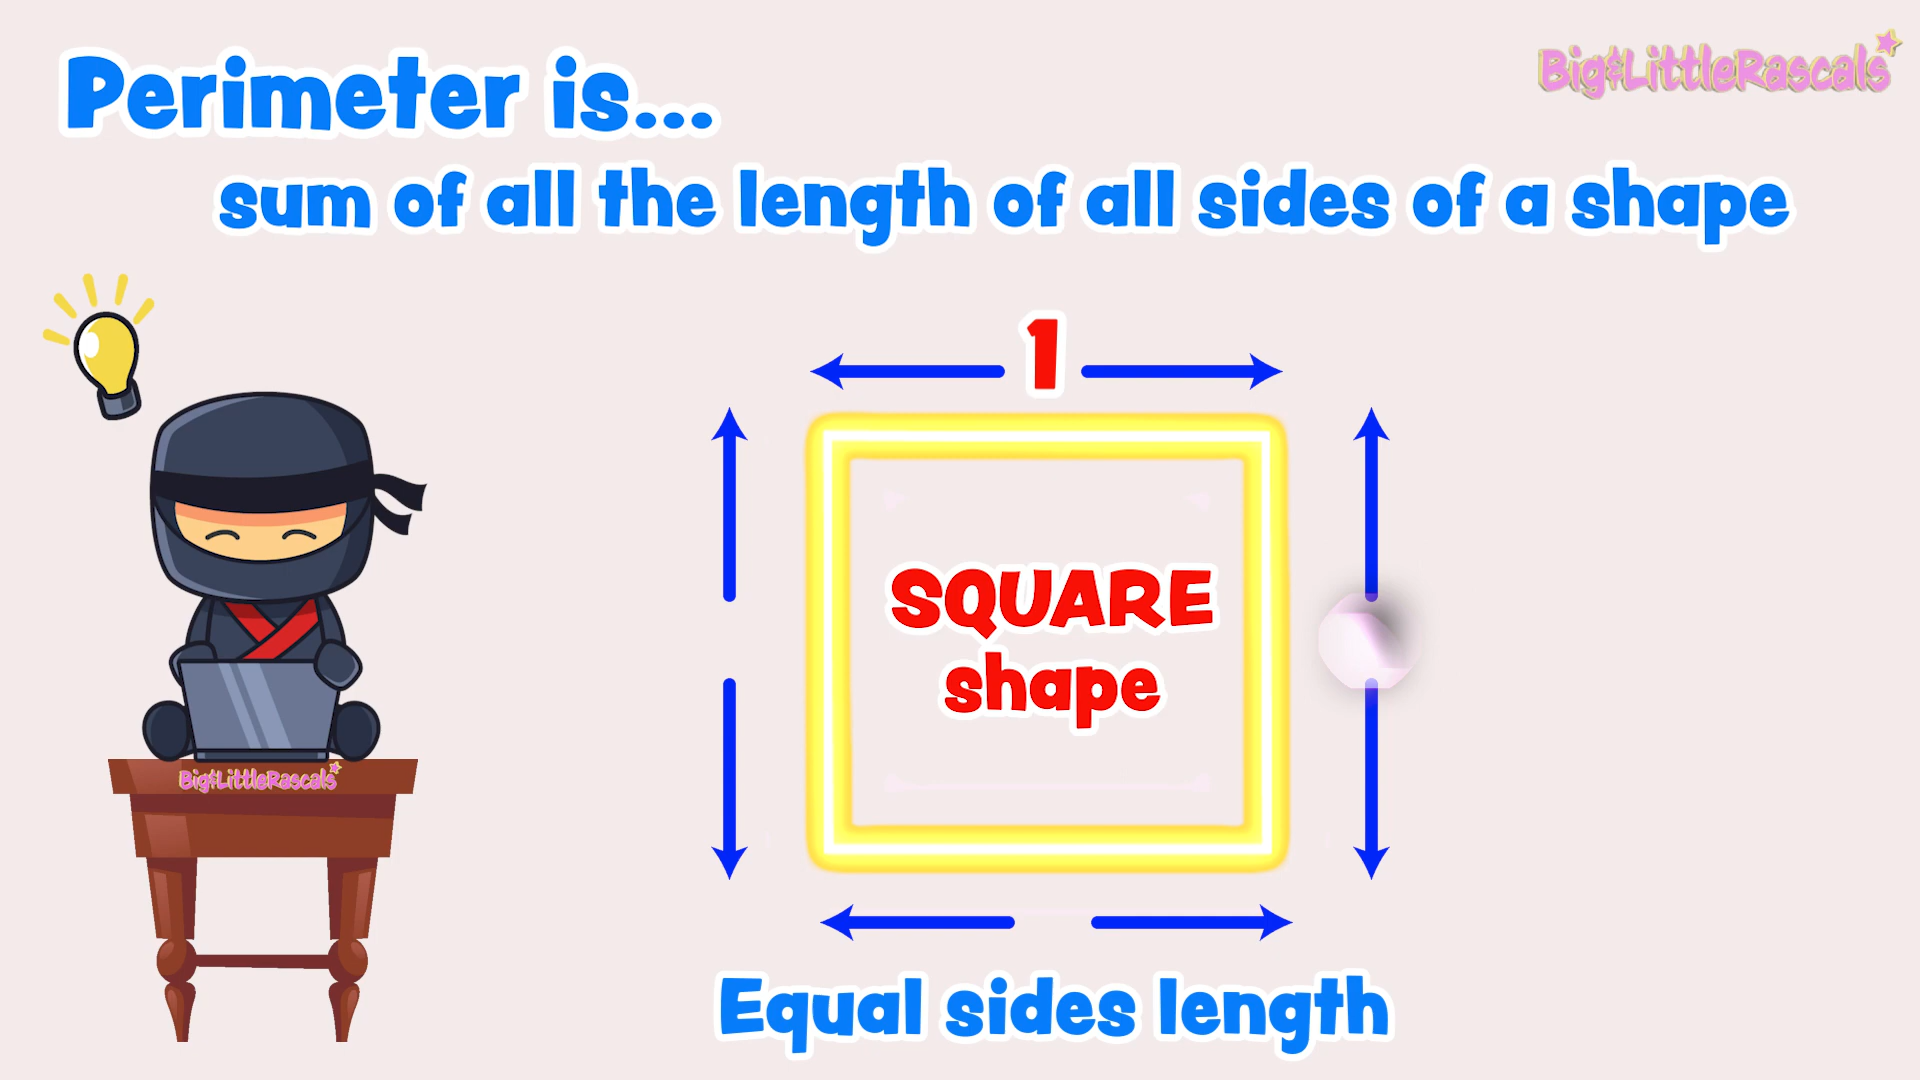 Perimeter is...
Big&LittleRascals
sum of all the length of all sides of a shape
1
SQUARE
shape
Big&LittleRascals
Equal sides length